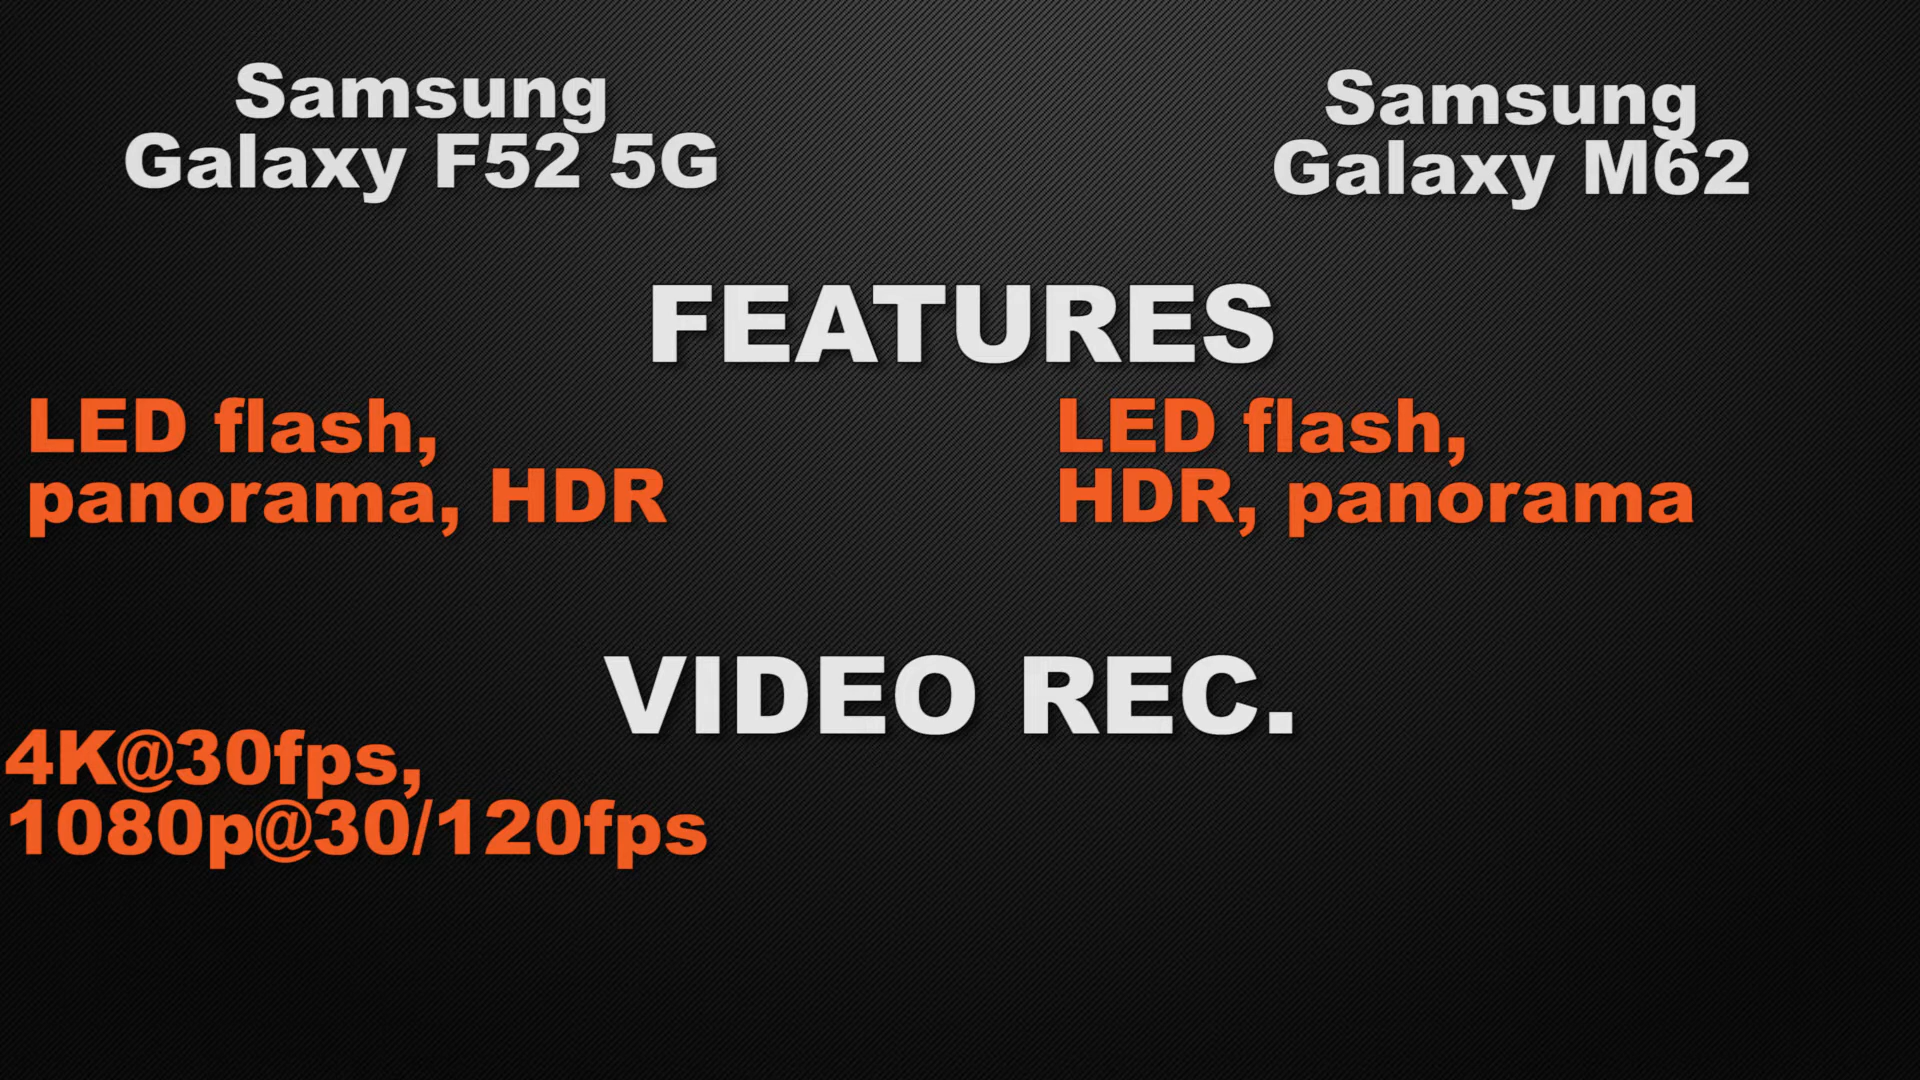 Samsung
Galaxy F52 5G
Samsung
Galaxy M62
FEATURES
LED flash,
panorama, HDR
LED flash,
HDR, panorama
VIDEO REC.
4K@30fps,
1080p@30/120fps